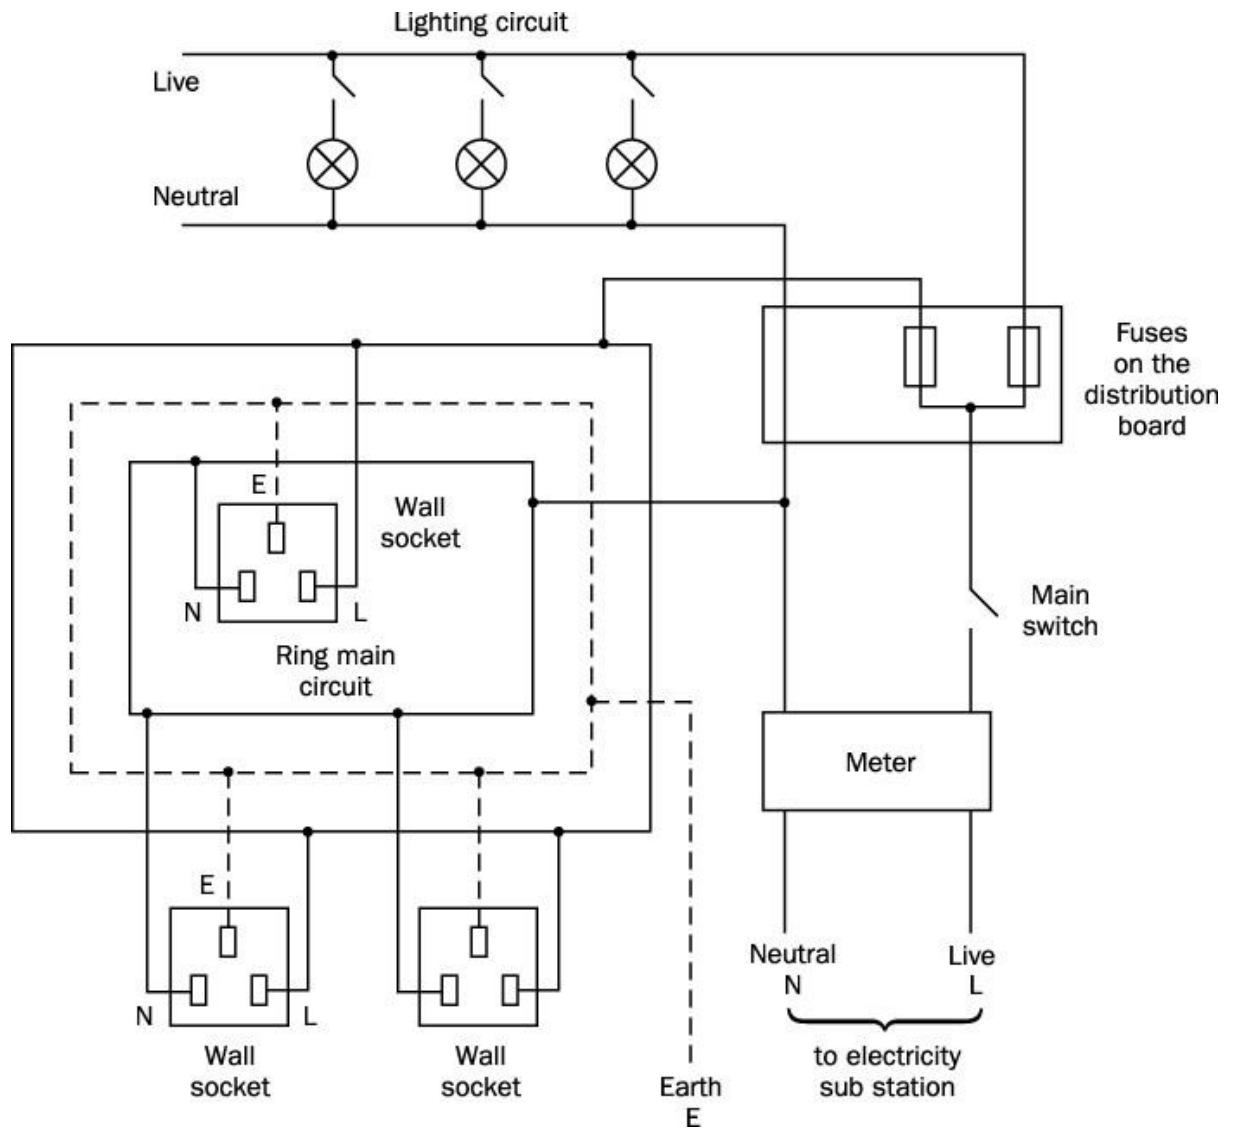 Lighting circuit
Live
Neutral
Fuses
on the
distribution
board
E
Wall
socket
N
L
Ring main
circuit
Main
switch
Meter
E
N
L
Wall
socket
Wall
socket
Earth
E
Neutral
N
Live
L
to electricity
sub station